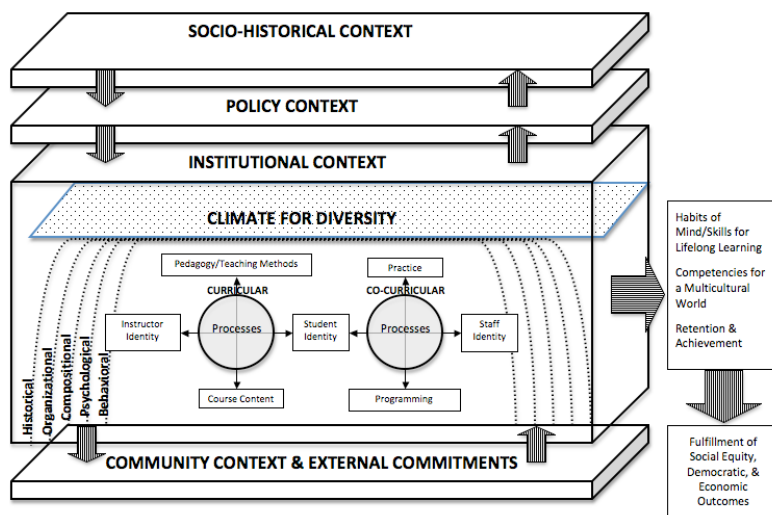 SOCIO-HISTORICAL CONTEXT
POLICY CONTEXT
INSTITUTIONAL CONTEXT
CLIMATE FOR DIVERSITY
Pedagogy/Teaching Methods
CURRICULAR
Practice
CO-CURRICULAR
Instructor
Identity
Processes
Student
Identity
Processes
Staff
Identity
Course Content
Programming
Historical
Organizational
Compositional
Psychological
Behavioral
COMMUNITY CONTEXT & EXTERNAL COMMITMENTS
Habits of
Mind/Skills for
Lifelong Learning
Competencies for
a Multicultural
World
Retention &
Achievement
Fulfillment of
Social Equity,
Democratic, &
Economic
Outcomes